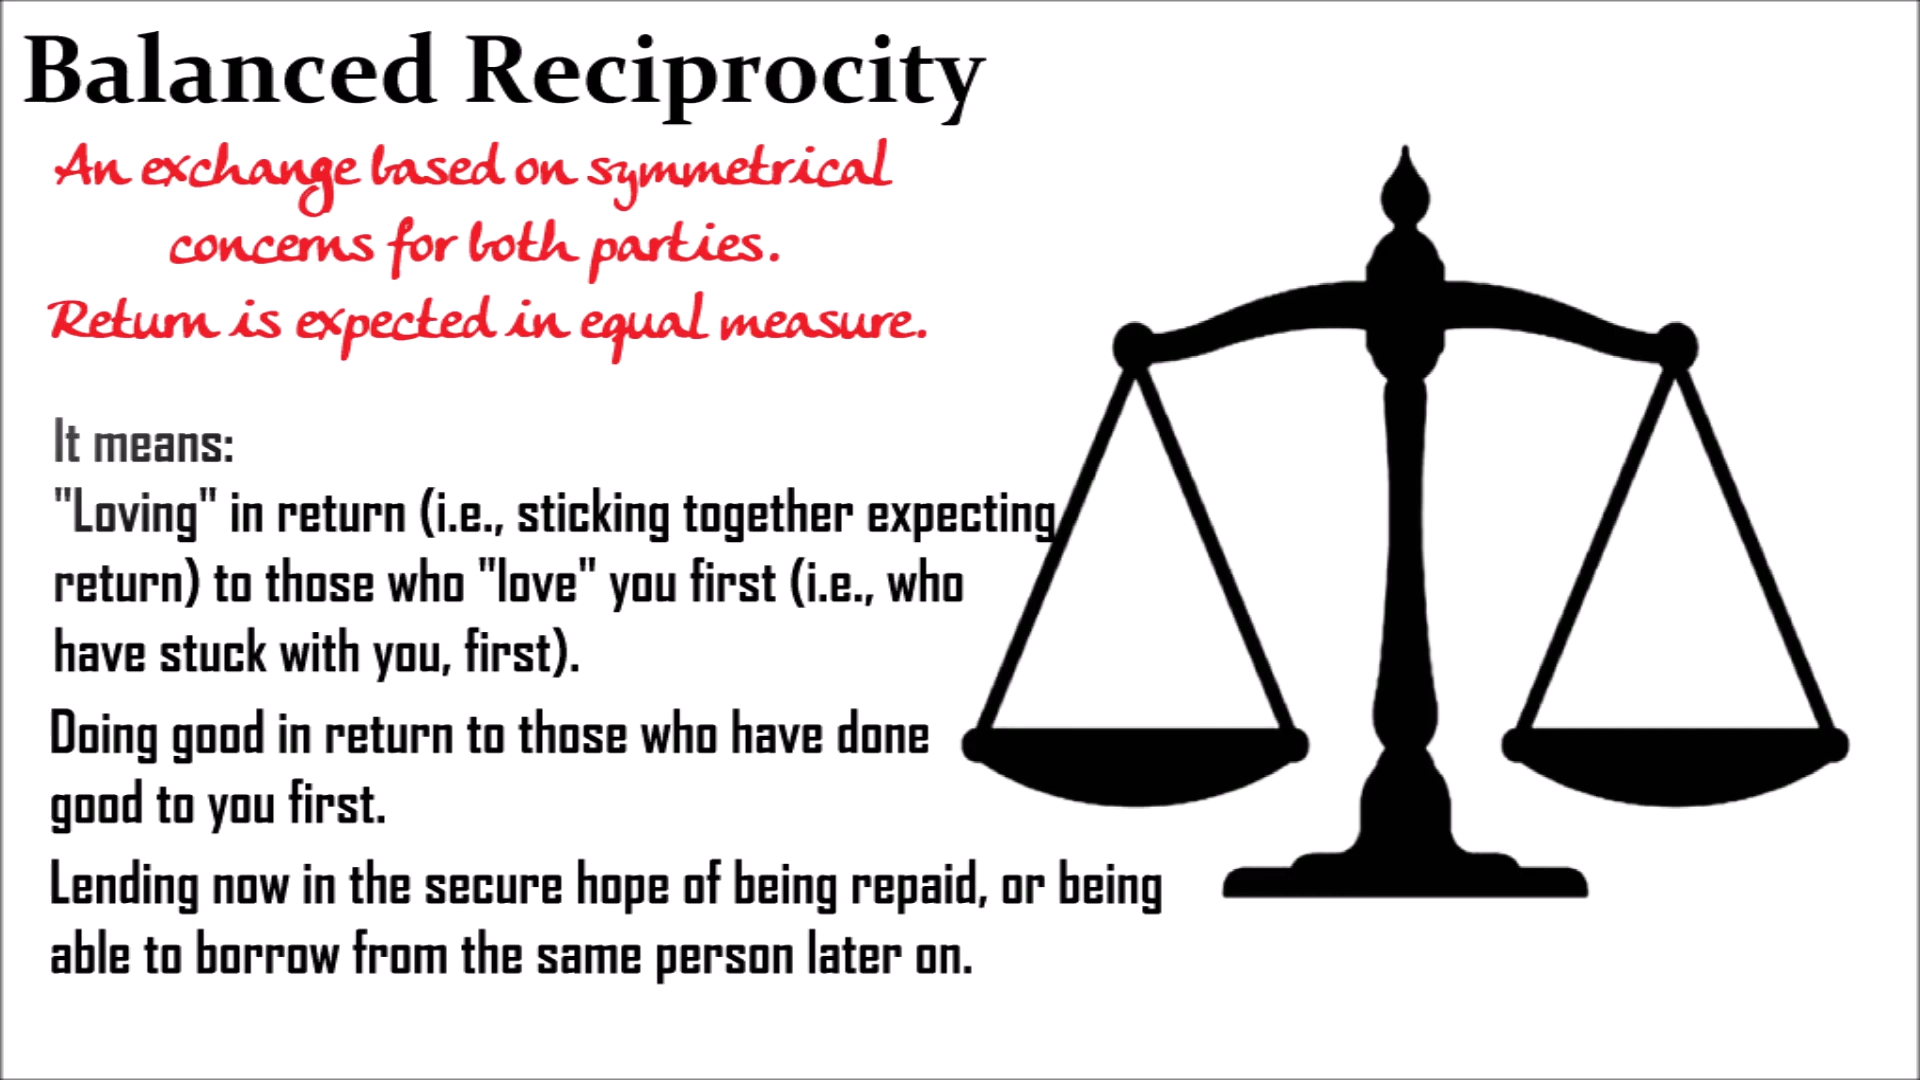 Balanced Reciprocity
An exchange based on symmetrical
concerns for both parties.
Return is expected in equal measure.
It means:
"Loving" in return (i.e., sticking together expecting
return) to those who "love" you first (i.e., who
have stuck with you, first).
Doing good in return to those who have done
good to you first.
Lending now in the secure hope of being repaid, or being
able to borrow from the same person later on.